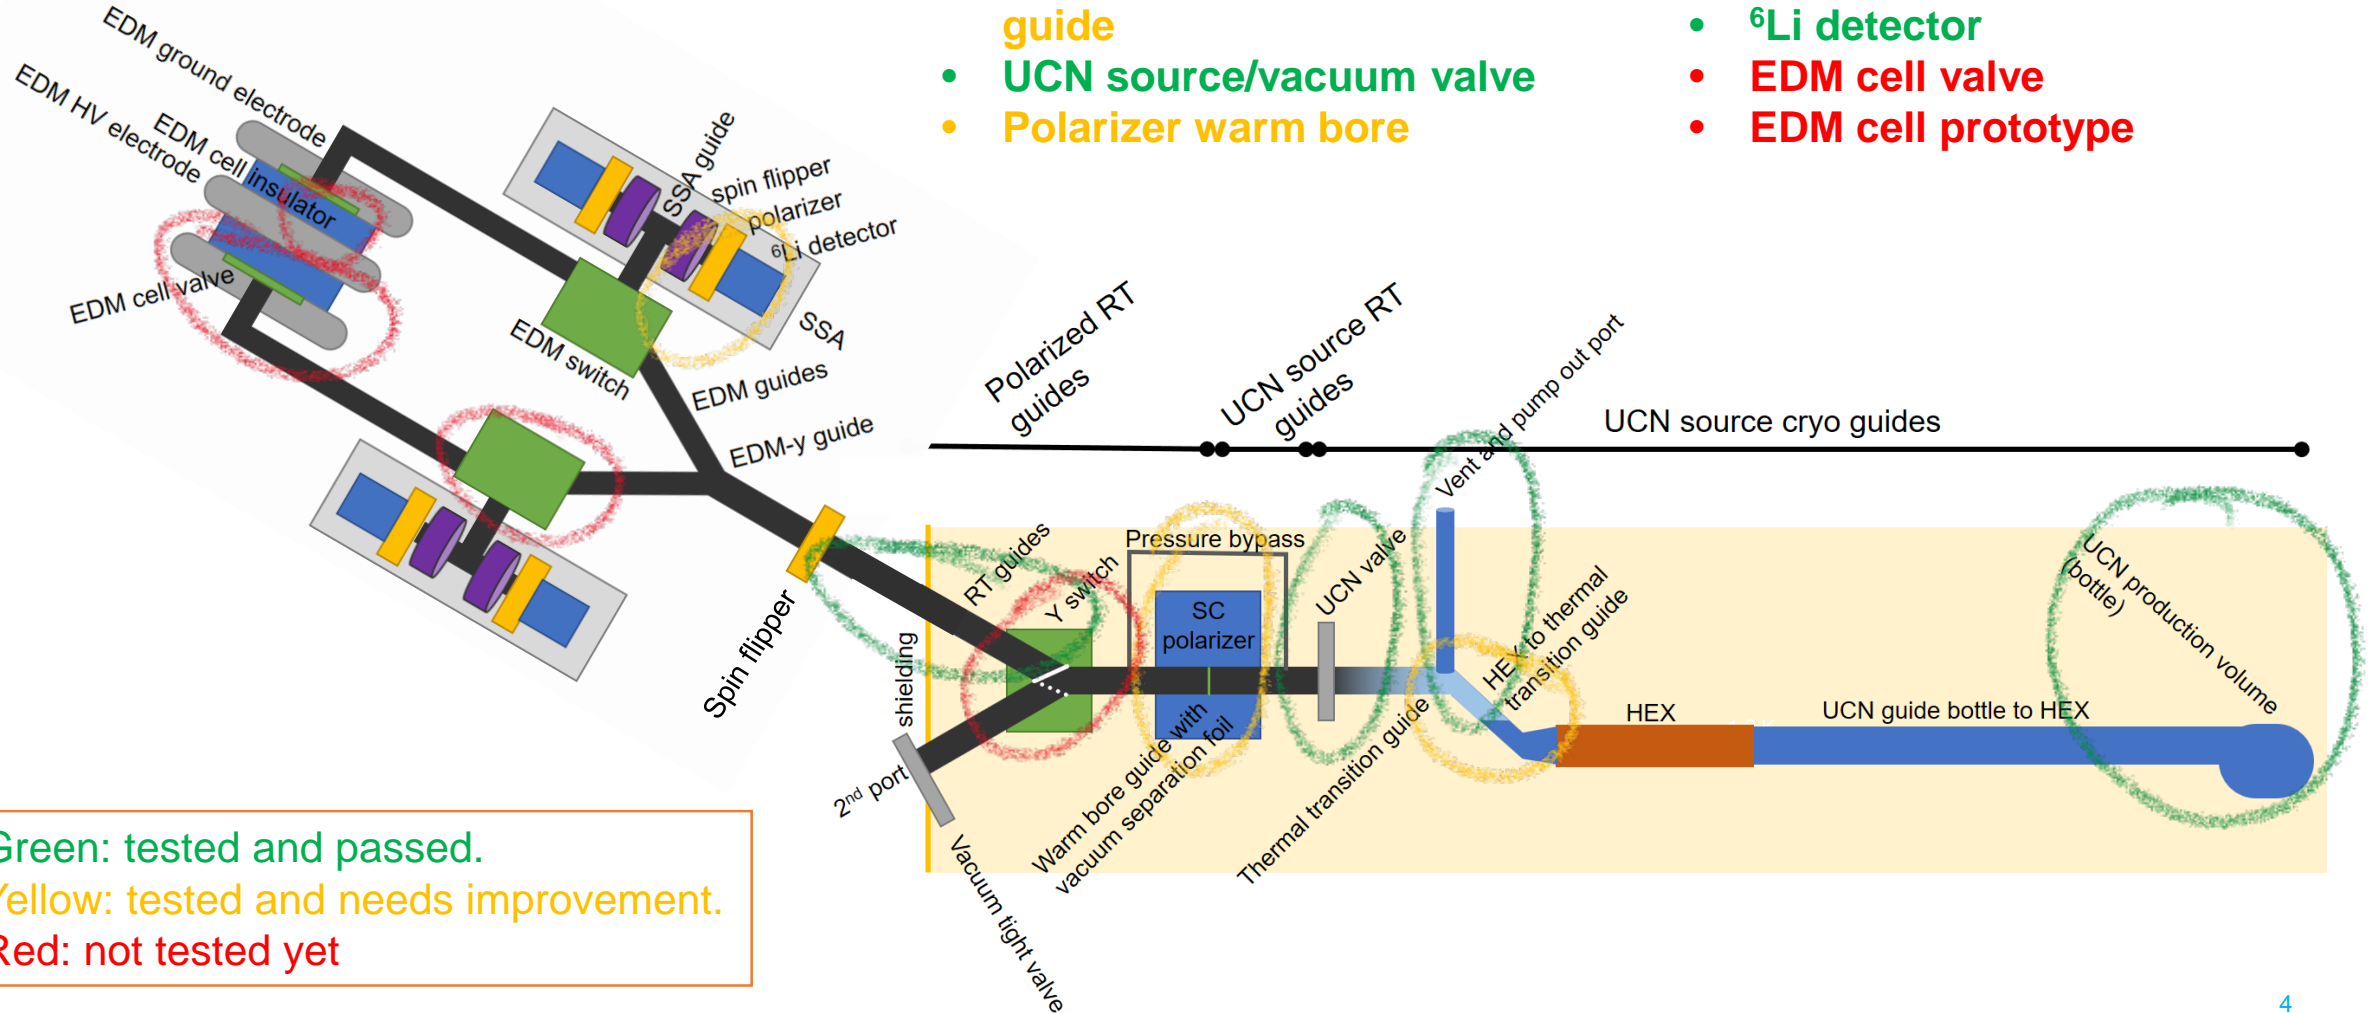 guide
• UCN source/vacuum valve
• Polarizer warm bore
• ⁶Li detector
• EDM cell valve
• EDM cell prototype
EDM ground electrode
EDM HV electrode
EDM cell insulator
EDM cell valve
SSA guide
spin flipper
polarizer
⁶Li detector
SSA
EDM switch
EDM guides
EDM-y guide
Polarized RT
guides
UCN source RT
guides
Vent and pump out port
UCN source cryo guides
Spin flipper
shielding
RT guides
Y switch
Pressure bypass
SC
polarizer
UCN valve
HEX to thermal
transition guide
UCN production volume
(bottle)
HEX
UCN guide bottle to HEX
2nd port
Vacuum tight valve
Warm bore guide with
vacuum separation foil
Thermal transition guide
Green: tested and passed.
Yellow: tested and needs improvement.
Red: not tested yet
4